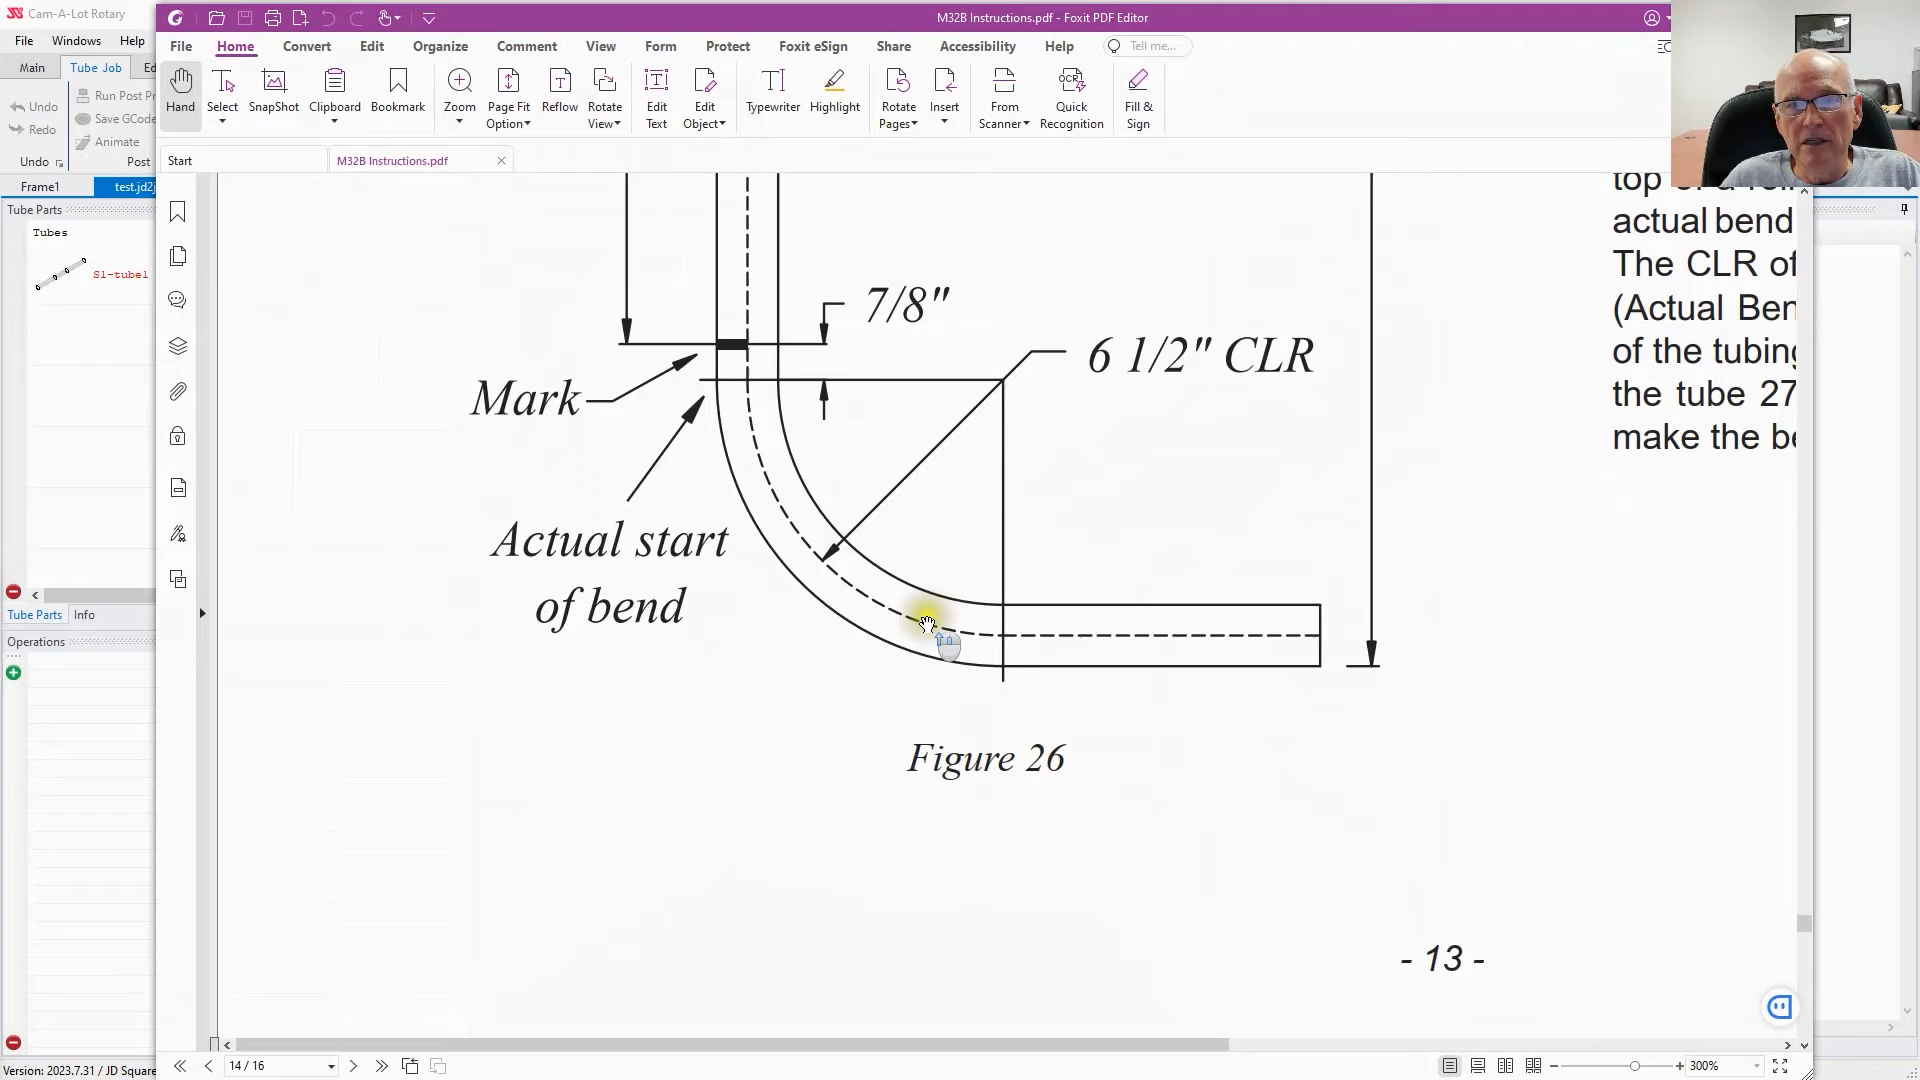 Cam-A-Lot Rotary
M32B Instructions.pdf - Foxit PDF Editor
File Windows Help
File Home Convert Edit Organize Comment View Form Protect Foxit eSign Share Accessibility Help Tell me...
Main Tube Job Ed
Undo
Redo
Run Post Pr
Save GCode
Animate
Undo Post
Hand Select SnapShot Clipboard Bookmark Zoom Page Fit Option Reflow Rotate View Edit Text Edit Object Typewriter Highlight Rotate Pages Insert From Scanner Quick Recognition Fill & Sign
OCR
Start M32B Instructions.pdf
Frame1 test.jd2j
Tube Parts
Tubes
S1-tube1
actual bend
The CLR of
(Actual Ben
of the tubing
the tube 27
make the be
7/8"
6 1/2" CLR
Mark
Actual start
of bend
Figure 26
- 13 -
Tube Parts Info
Operations
14 / 16
300%
Version: 2023.7.31 / JD Square